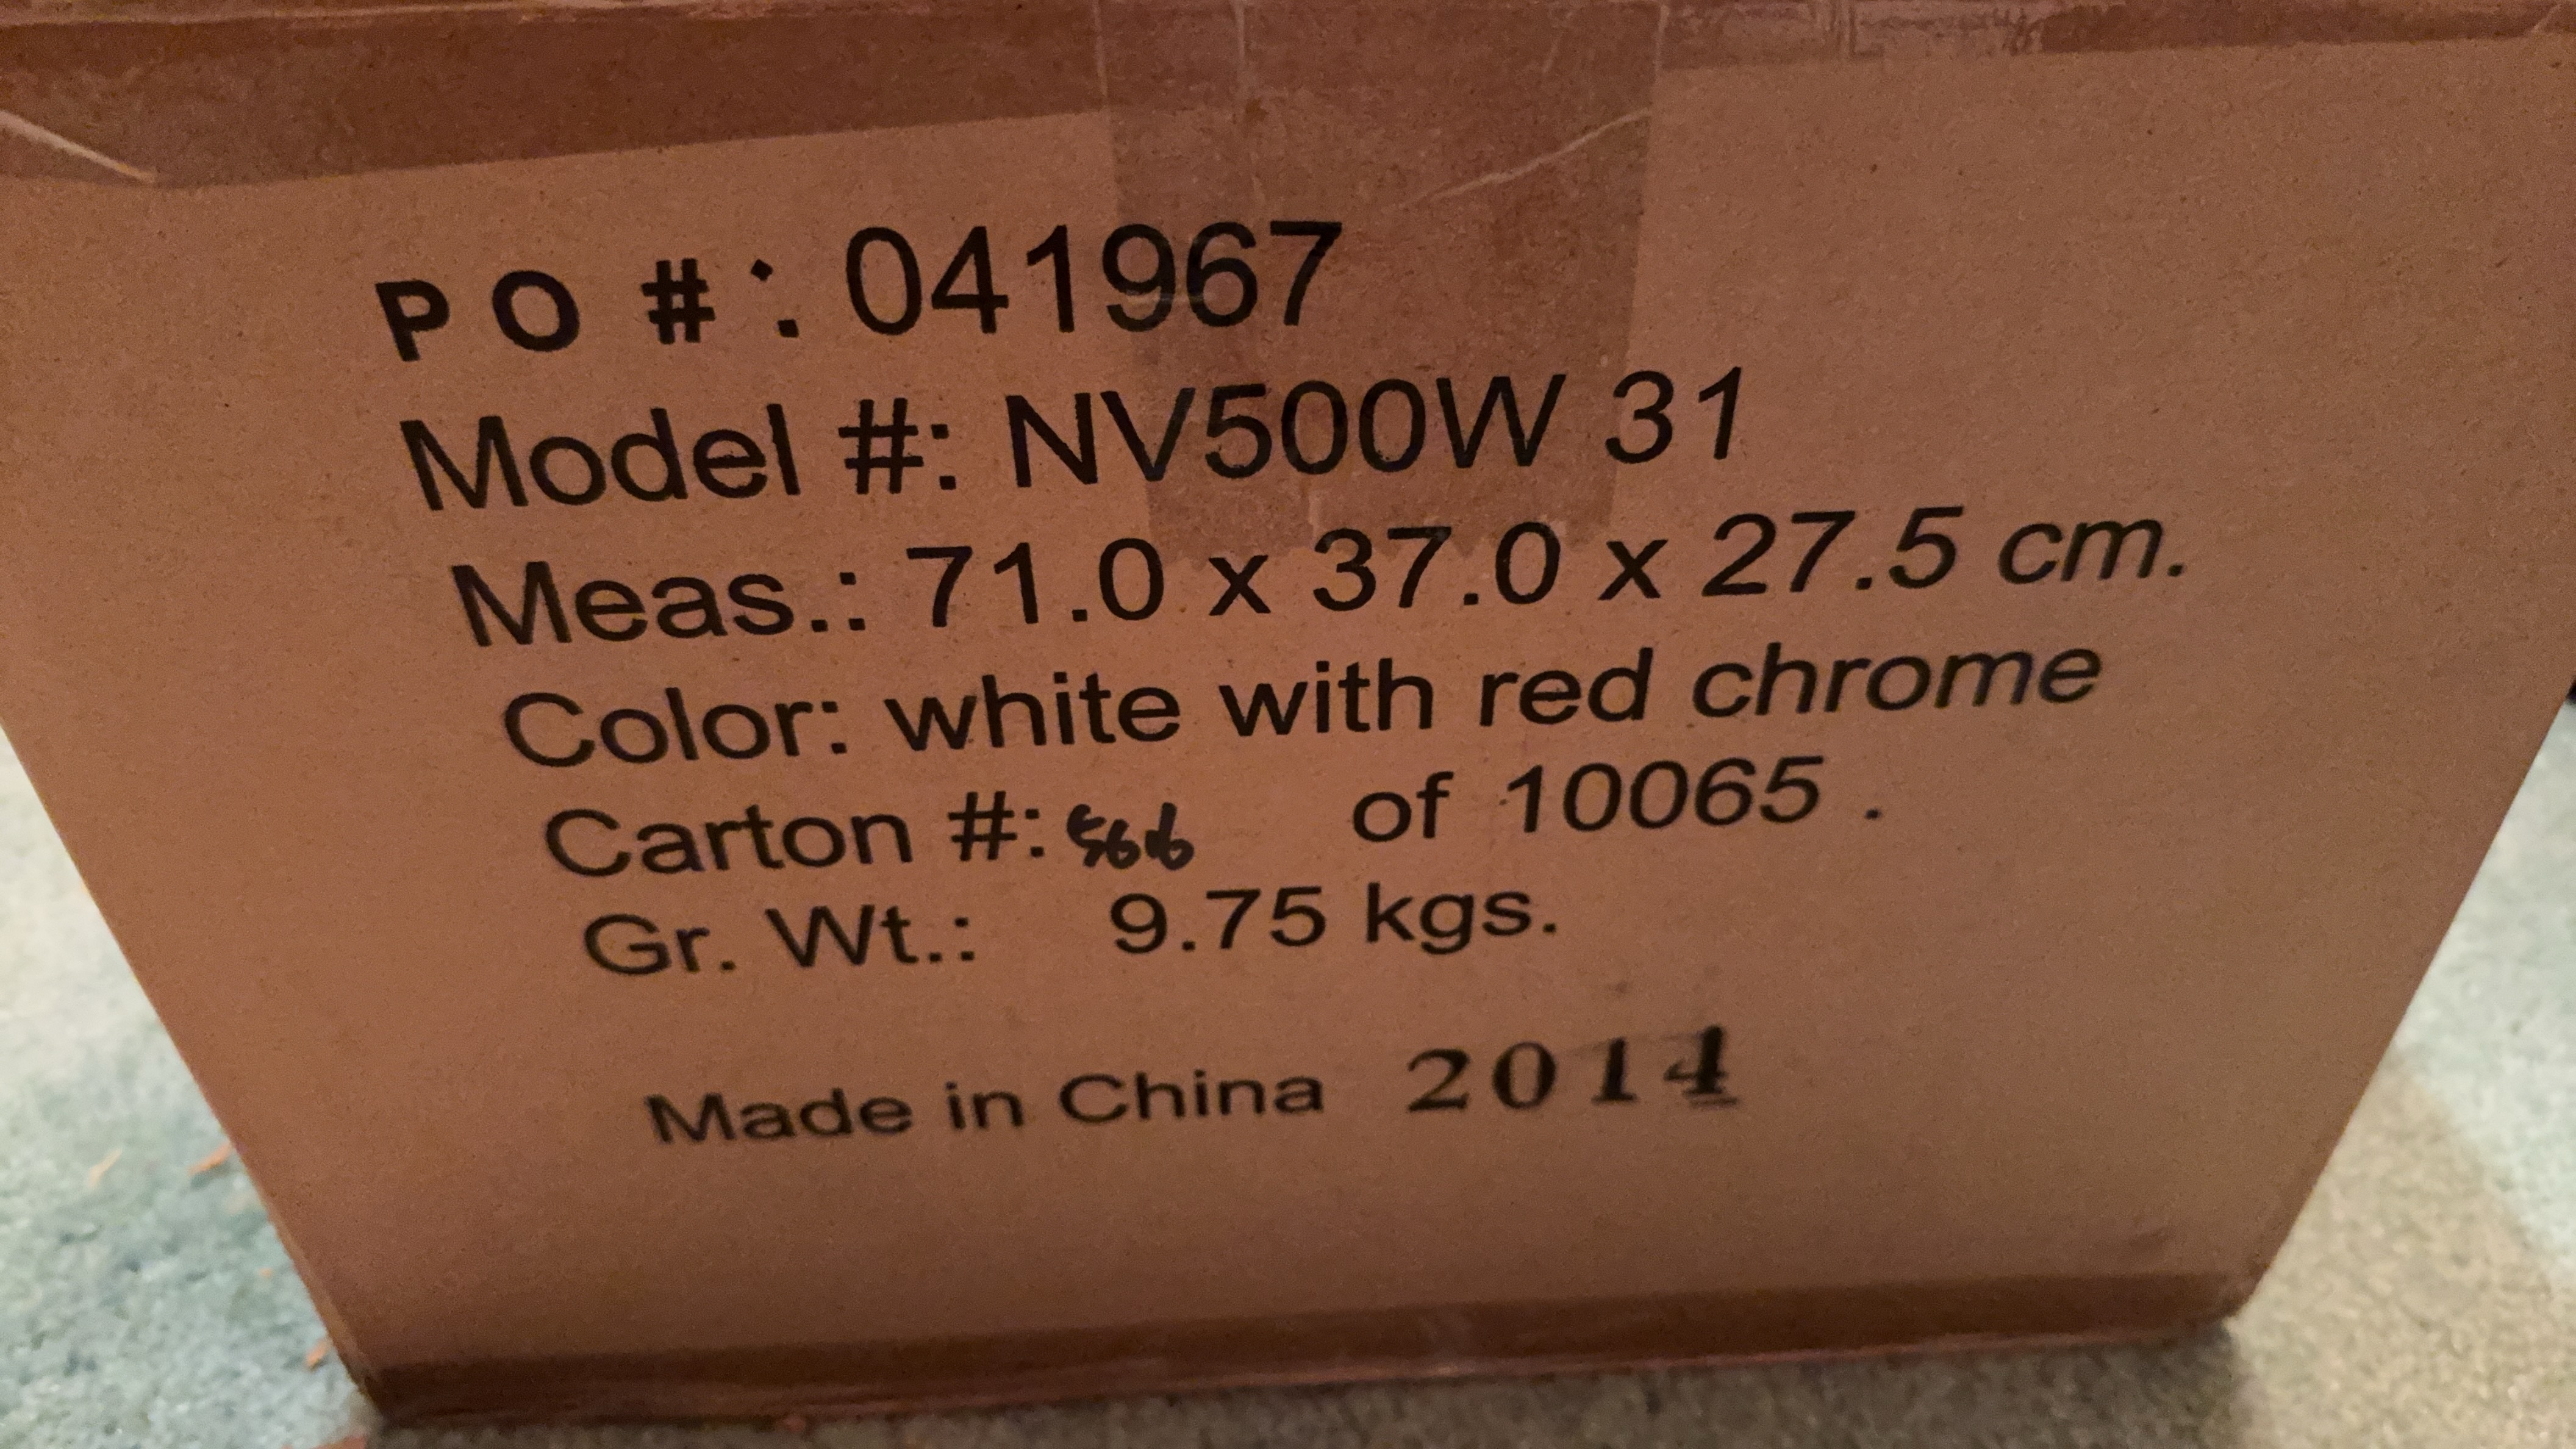 PO #: 041967
Model #: NV500W 31
Meas.: 71.0 x 37.0 x 27.5 cm.
Color: white with red chrome
Carton #: of 10065 .
Gr. Wt.: 9.75 kgs.
Made in China 2014